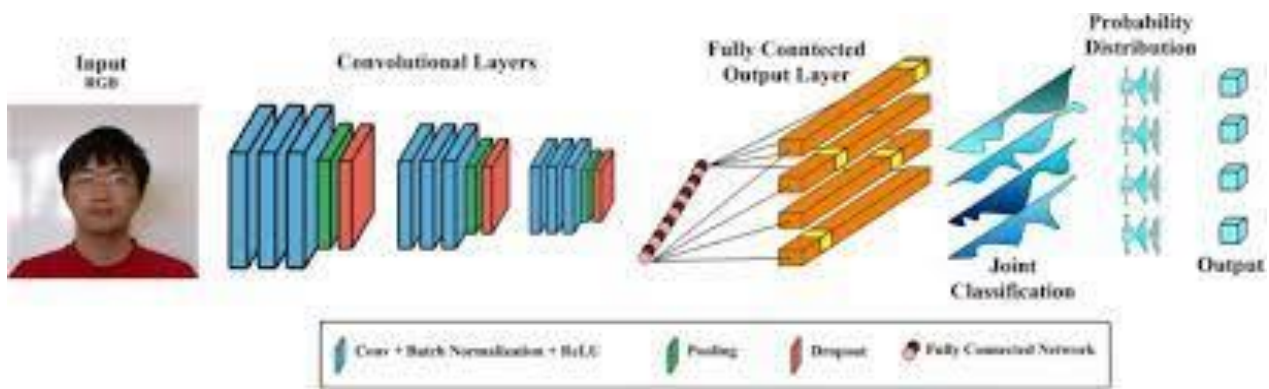 Input
RGB
Convolutional Layers
Fully Conntected
Output Layer
Probability
Distribution
Joint
Classification
Output
Conv + Batch Normalization + ReLU
Pooling
Dropout
Fully Connected Network